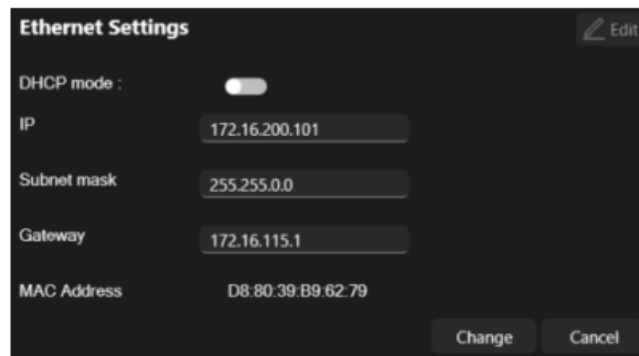 Ethernet Settings
Edit
DHCP mode :
IP 172.16.200.101
Subnet mask 255.255.0.0
Gateway 172.16.115.1
MAC Address D8:80:39:B9:62:79
Change Cancel